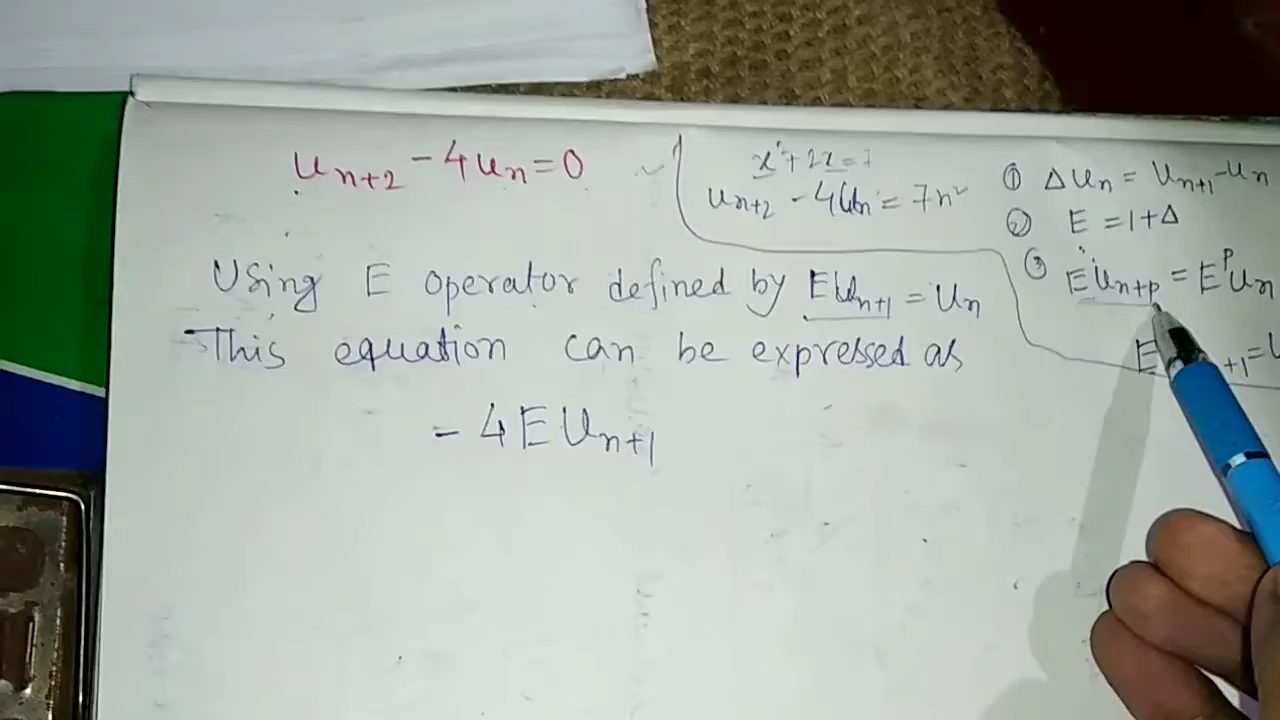 u_{n+2} - 4u_n = 0
x² + 2x = 7
u_{n+2} - 4u_n = 7n²
① Δu_n = u_{n+1} - u_n
② E = 1 + Δ
③ E u_{n+p} = E^p u_n
Using E operator defined by E u_{n+1} = u_n
This equation can be expressed as
- 4 E u_{n+1}